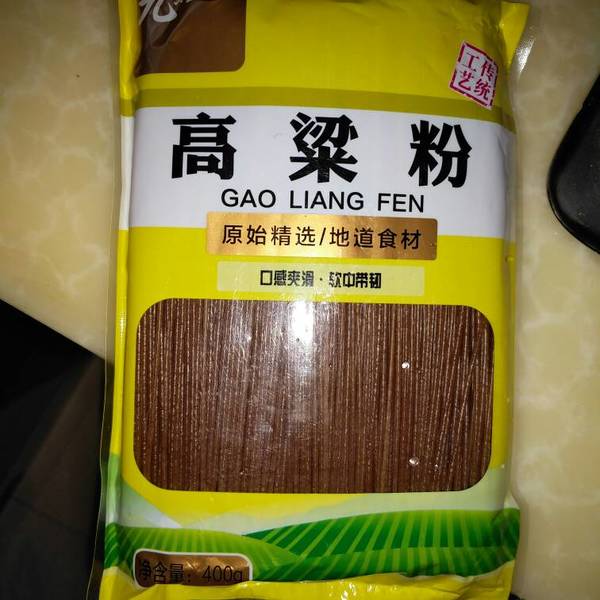 传统
工艺
高粱粉
GAO LIANG FEN
原始精选/地道食材
口感爽滑·软中带韧
净含量: 400g